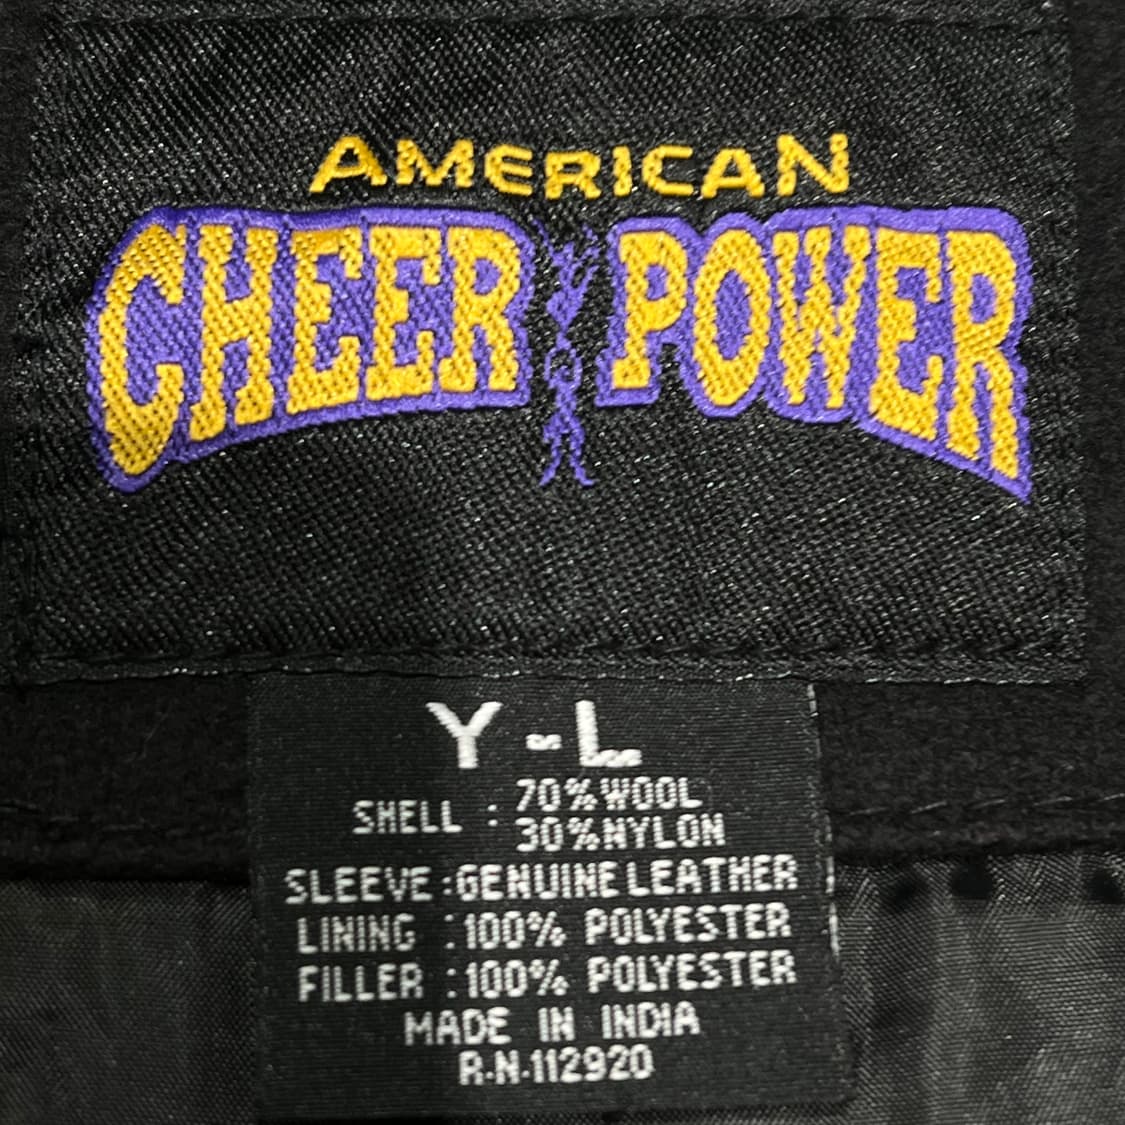 AMERICAN
CHEER POWER
Y-L
SHELL : 70%WOOL
30%NYLON
SLEEVE:GENUINE LEATHER
LINING :100% POLYESTER
FILLER :100% POLYESTER
MADE IN INDIA
R.N.112920